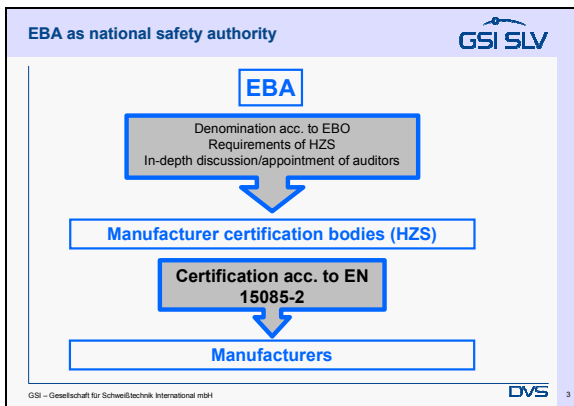 EBA as national safety authority
GSI SLV
EBA
Denomination acc. to EBO
Requirements of HZS
In-depth discussion/appointment of auditors
Manufacturer certification bodies (HZS)
Certification acc. to EN
15085-2
Manufacturers
GSI – Gesellschaft für Schweißtechnik International mbH
DVS
3